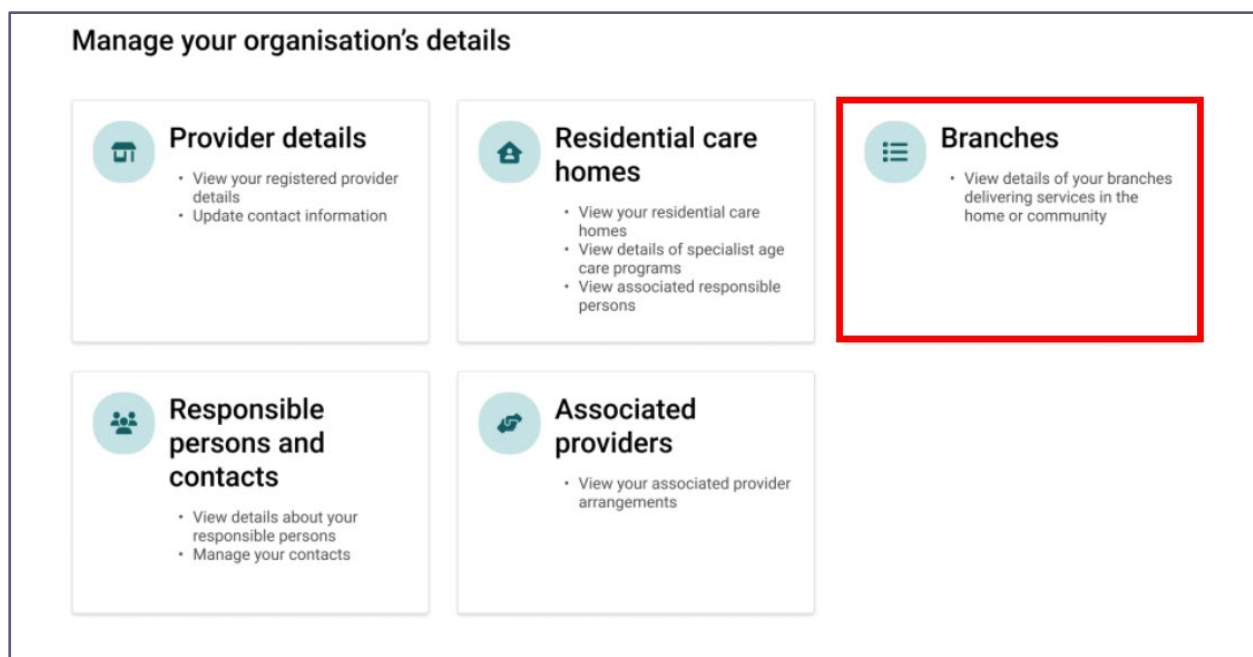 Manage your organisation's details
Provider details
• View your registered provider
details
• Update contact information
Residential care
homes
• View your residential care
homes
• View details of specialist age
care programs
• View associated responsible
persons
Branches
• View details of your branches
delivering services in the
home or community
Responsible
persons and
contacts
• View details about your
responsible persons
• Manage your contacts
Associated
providers
• View your associated provider
arrangements